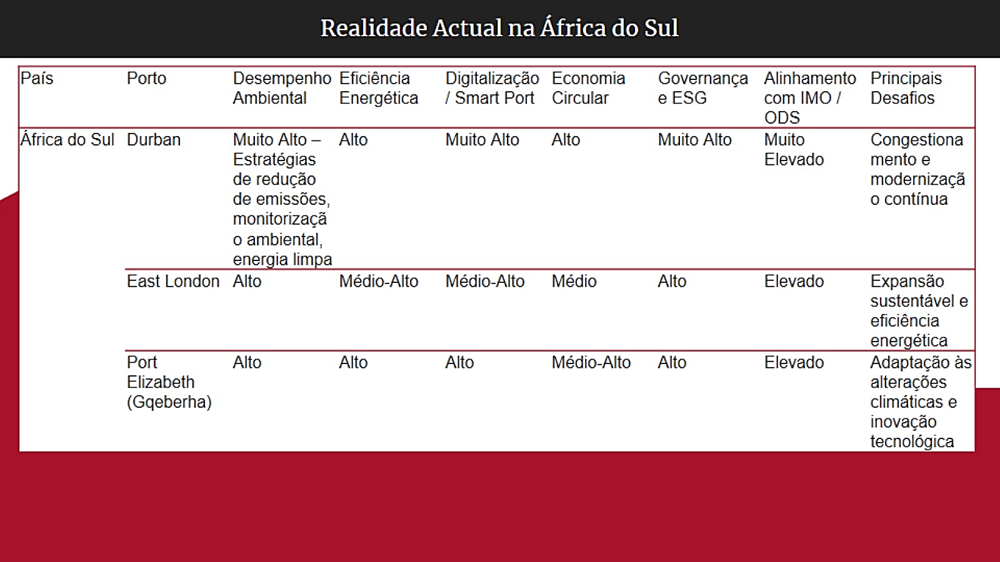 Realidade Actual na África do Sul
País
Porto
Desempenho
Ambiental
Eficiência
Energética
Digitalização
/ Smart Port
Economia
Circular
Governança
e ESG
Alinhamento
com IMO /
ODS
Principais
Desafios
África do Sul
Durban
Muito Alto –
Estratégias
de redução
de emissões,
monitorizaçã
o ambiental,
energia limpa
Alto
Muito Alto
Alto
Muito Alto
Muito
Elevado
Congestiona
mento e
modernizaçã
o contínua
East London
Alto
Médio-Alto
Médio-Alto
Médio
Alto
Elevado
Expansão
sustentável e
eficiência
energética
Port
Elizabeth
(Gqeberha)
Alto
Alto
Alto
Médio-Alto
Alto
Elevado
Adaptação às
alterações
climáticas e
inovação
tecnológica